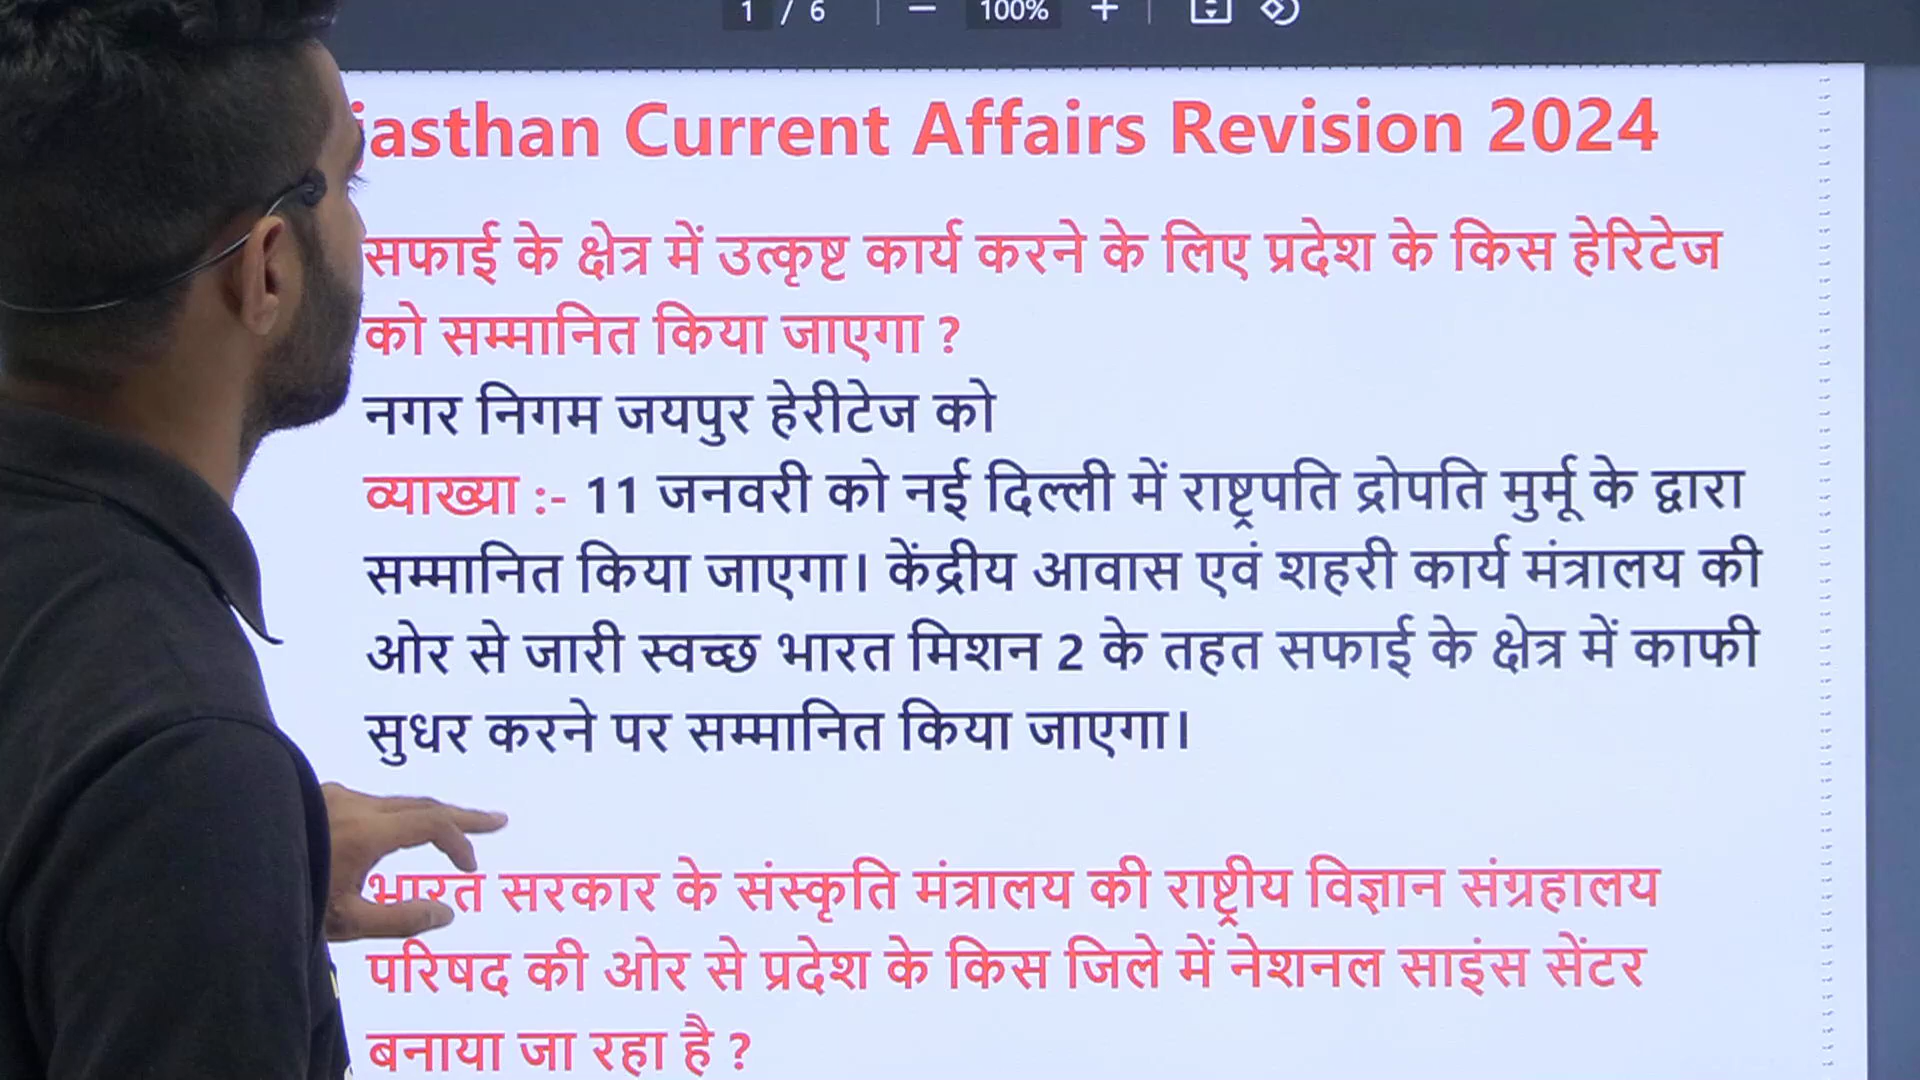 1 / 6 — 100% +
jasthan Current Affairs Revision 2024
सफाई के क्षेत्र में उत्कृष्ट कार्य करने के लिए प्रदेश के किस हेरिटेज
को सम्मानित किया जाएगा ?
नगर निगम जयपुर हेरीटेज को
व्याख्या :- 11 जनवरी को नई दिल्ली में राष्ट्रपति द्रोपति मुर्मू के द्वारा
सम्मानित किया जाएगा। केंद्रीय आवास एवं शहरी कार्य मंत्रालय की
ओर से जारी स्वच्छ भारत मिशन 2 के तहत सफाई के क्षेत्र में काफी
सुधर करने पर सम्मानित किया जाएगा।
भारत सरकार के संस्कृति मंत्रालय की राष्ट्रीय विज्ञान संग्रहालय
परिषद की ओर से प्रदेश के किस जिले में नेशनल साइंस सेंटर
बनाया जा रहा है ?